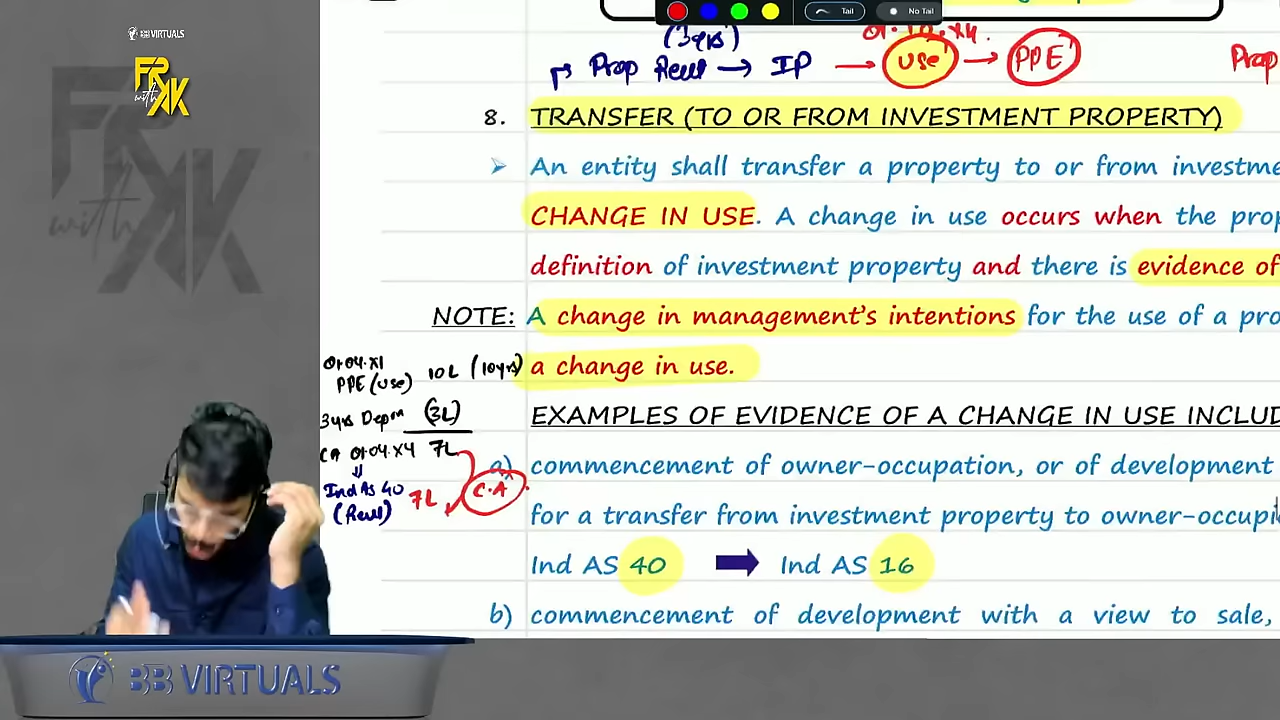 Tail
No Tail
BB VIRTUALS
FR with AK
(3yrs)
Prop Rent → IP → use → PPE
Prop
8. TRANSFER (TO OR FROM INVESTMENT PROPERTY)
An entity shall transfer a property to or from investme
CHANGE IN USE. A change in use occurs when the prop
definition of investment property and there is evidence of
NOTE: A change in management's intentions for the use of a pro
a change in use.
01.04.X1
PPE (use) 10L (10yrs)
3yrs Depn (3L)
CA 01.04.X4 7L
Ind As 40 7L C.A
(Rent)
EXAMPLES OF EVIDENCE OF A CHANGE IN USE INCLUD
a) commencement of owner-occupation, or of development
for a transfer from investment property to owner-occupi
Ind AS 40 ➡ Ind AS 16
b) commencement of development with a view to sale,
BB VIRTUALS